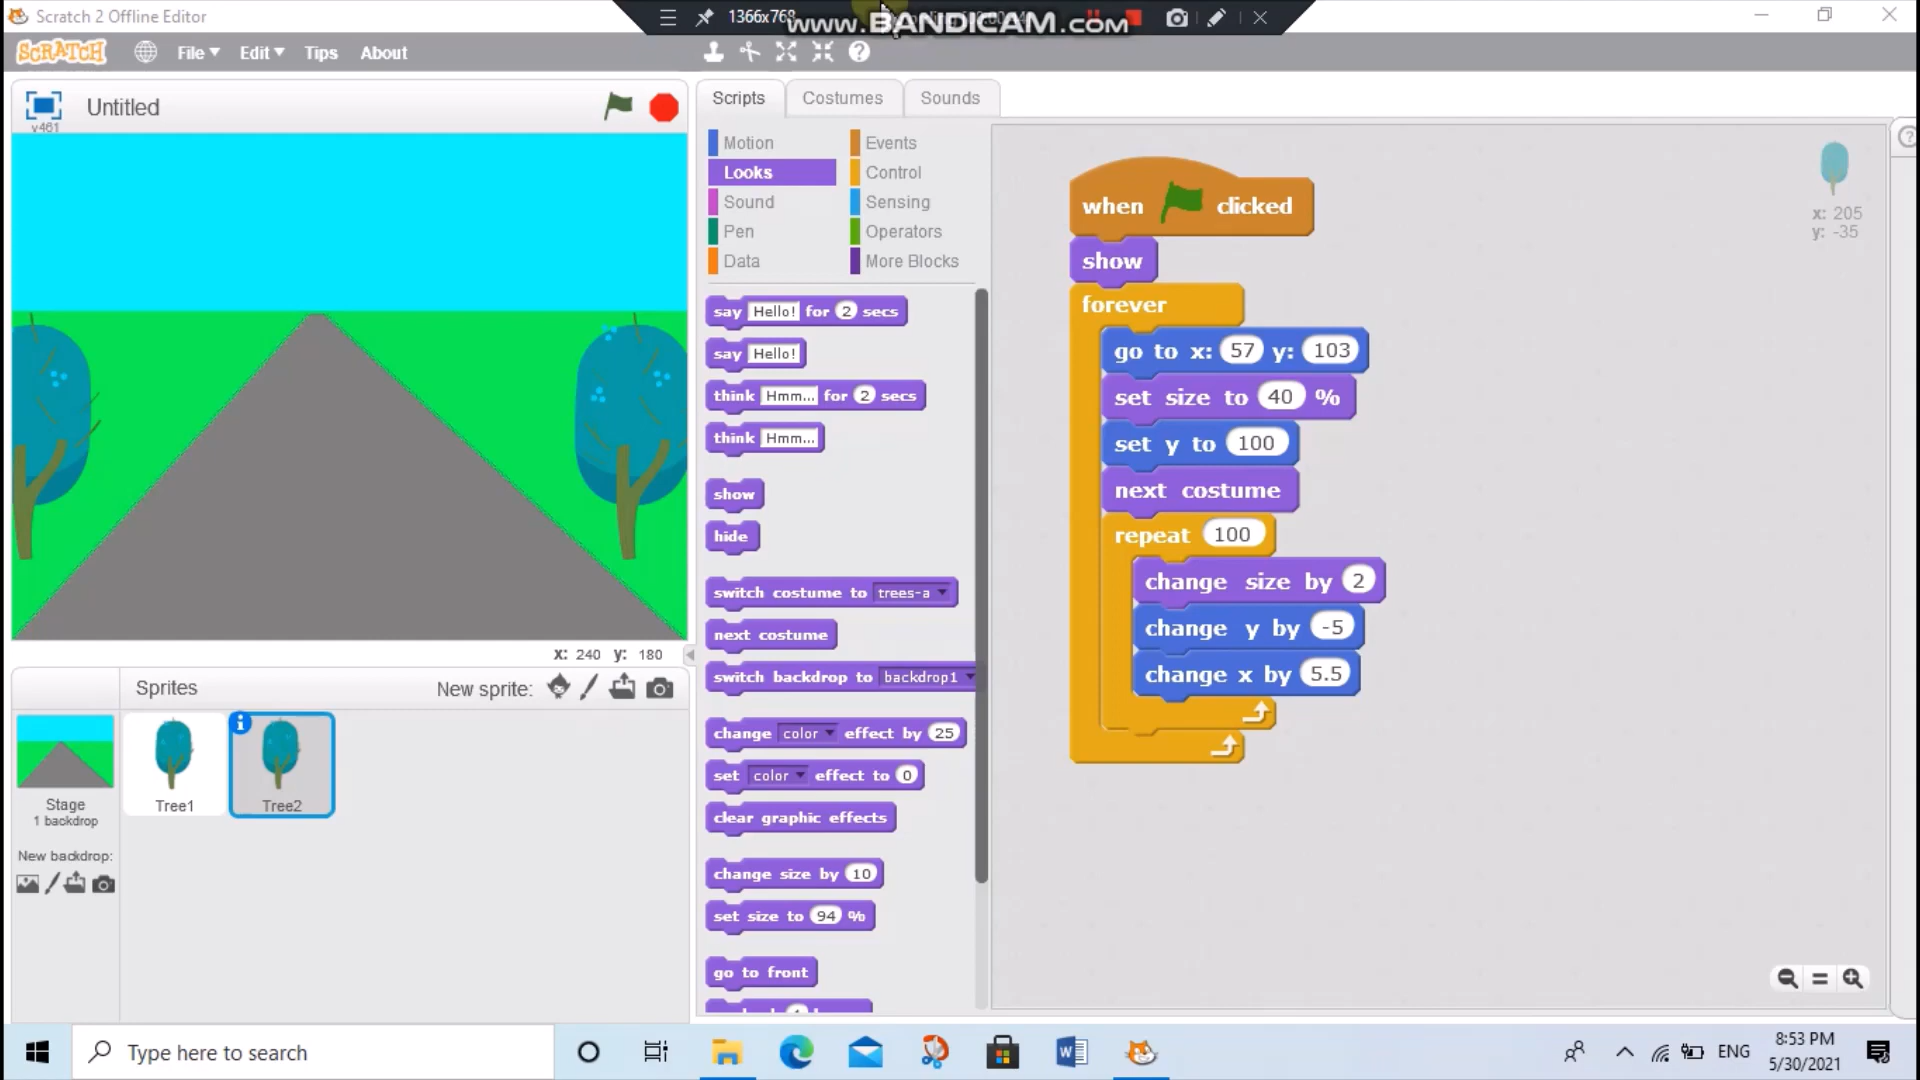 Scratch 2 Offline Editor
1366x768
www.BANDICAM.com
SCRATCH
File
Edit
Tips
About
v461
Untitled
Scripts
Costumes
Sounds
Motion
Events
Looks
Control
Sound
Sensing
Pen
Operators
Data
More Blocks
say Hello! for 2 secs
say Hello!
think Hmm... for 2 secs
think Hmm...
show
hide
switch costume to trees-a
next costume
switch backdrop to backdrop1
change color effect by 25
set color effect to 0
clear graphic effects
change size by 10
set size to 94 %
go to front
when clicked
show
forever
go to x: 57 y: 103
set size to 40 %
set y to 100
next costume
repeat 100
change size by 2
change y by -5
change x by 5.5
x: 205
y: -35
x: 240 y: 180
Sprites
New sprite:
Stage
1 backdrop
Tree1
Tree2
New backdrop:
Type here to search
ENG
8:53 PM
5/30/2021